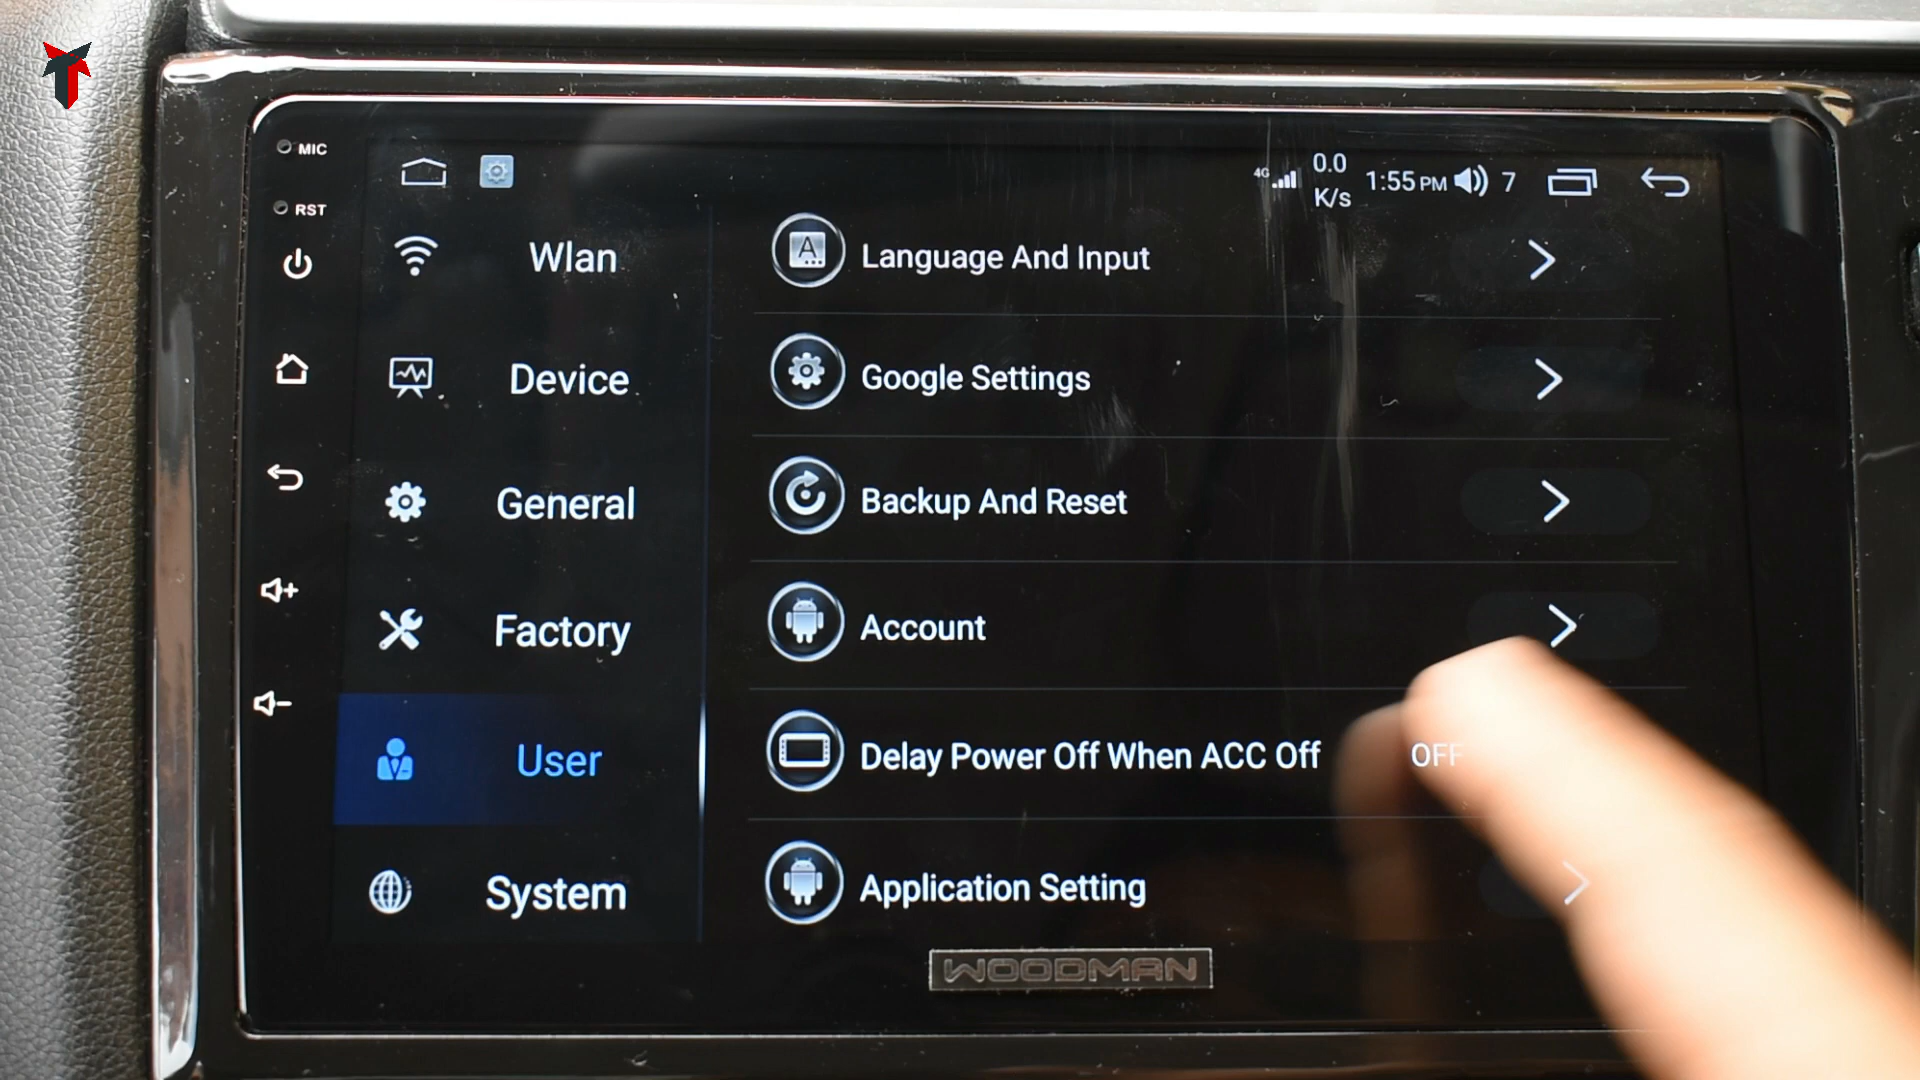 MIC
RST
4G
0.0
K/s
1:55 PM
7
Wlan
Device
General
Factory
User
System
Language And Input
Google Settings
Backup And Reset
Account
Delay Power Off When ACC Off
OFF
Application Setting
WOODMAN